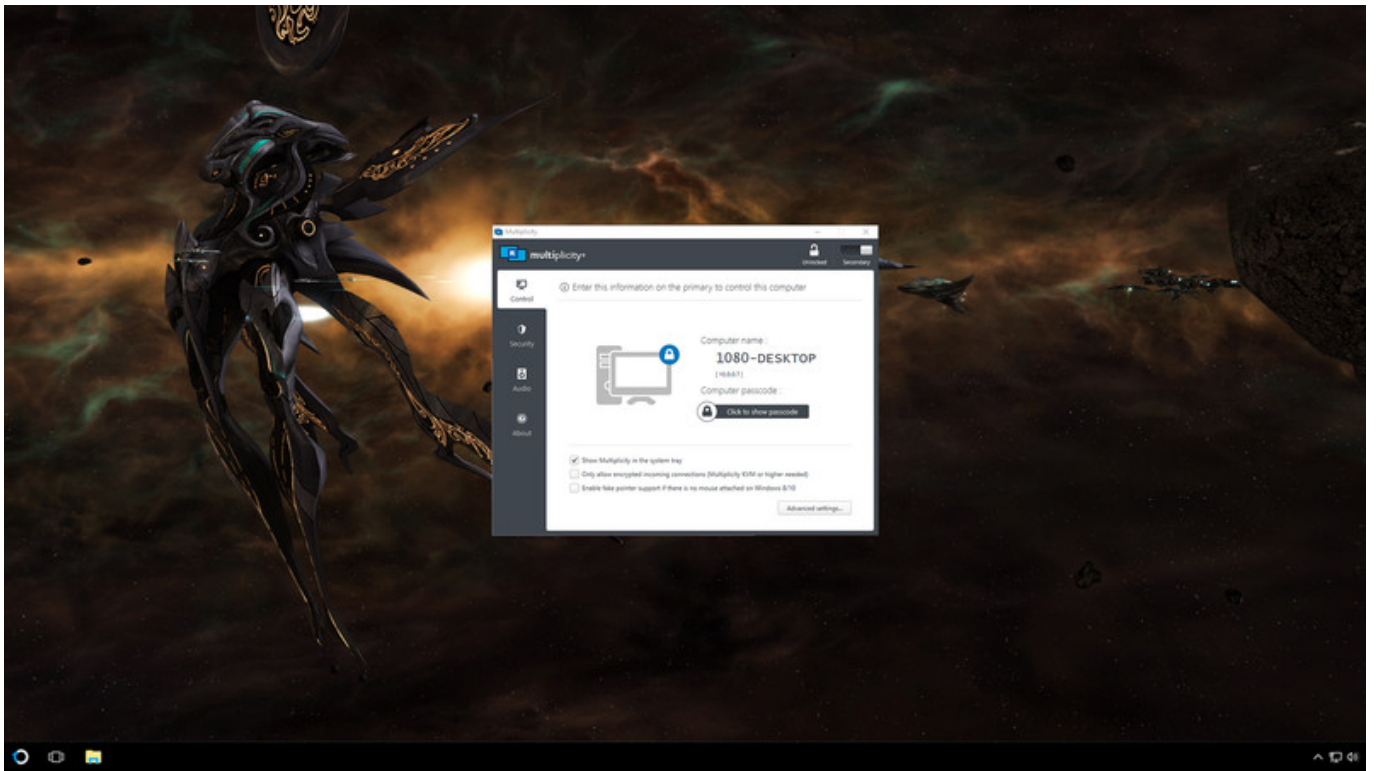 Multiplicity
multiplicity
Unlocked
Secondary
Control
Enter this information on the primary to control this computer
Security
Computer name :
1080-DESKTOP
Computer passcode :
Audio
Click to show passcode
About
Show Multiplicity in the system tray
Only allow encrypted incoming connections (Multiplicity KVM or higher needed)
Enable fake pointer support if there is no mouse attached on Windows 8/10
Advanced settings...